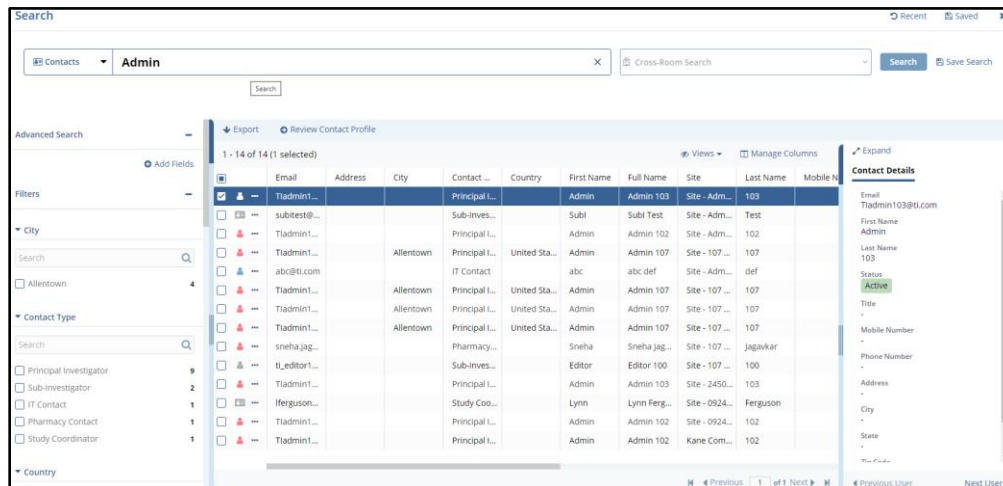 Search Recent Saved
Contacts Admin Cross-Room Search Search Save Search
Search
Advanced Search
Add Fields
Filters
City
Search
Allentown 4
Contact Type
Search
Principal Investigator 9
Sub-Investigator 2
IT Contact 1
Pharmacy Contact 1
Study Coordinator 1
Country
Export Review Contact Profile
1 - 14 of 14 (1 selected) Views Manage Columns
Email Address City Contact ... Country First Name Full Name Site Last Name Mobile N
TIadmin1... Principal I... Admin Admin 103 Site - Adm... 103
subitest@... Sub-Inves... SubI SubI Test Site - Adm... Test
TIadmin1... Principal I... Admin Admin 102 Site - Adm... 102
TIadmin1... Allentown Principal I... United Sta... Admin Admin 107 Site - 107 ... 107
abc@ti.com IT Contact abc abc def Site - Adm... def
TIadmin1... Allentown Principal I... United Sta... Admin Admin 107 Site - 107 ... 107
TIadmin1... Allentown Principal I... United Sta... Admin Admin 107 Site - 107 ... 107
TIadmin1... Allentown Principal I... United Sta... Admin Admin 107 Site - 107 ... 107
sneha.jag... Pharmacy... Sneha Sneha Jag... Site - 107 ... Jagavkar
ti_editor1... Sub-Inves... Editor Editor 100 Site - 107 ... 100
TIadmin1... Principal I... Admin Admin 103 Site - 2450... 103
lferguson... Study Coo... Lynn Lynn Ferg... Site - 0924... Ferguson
TIadmin1... Principal I... Admin Admin 102 Site - 0924... 102
TIadmin1... Principal I... Admin Admin 102 Kane Com... 102
Previous 1 of 1 Next
Expand
Contact Details
Email
TIadmin103@ti.com
First Name
Admin
Last Name
103
Status
Active
Title
-
Mobile Number
-
Phone Number
-
Address
-
City
-
State
-
Previous User Next User